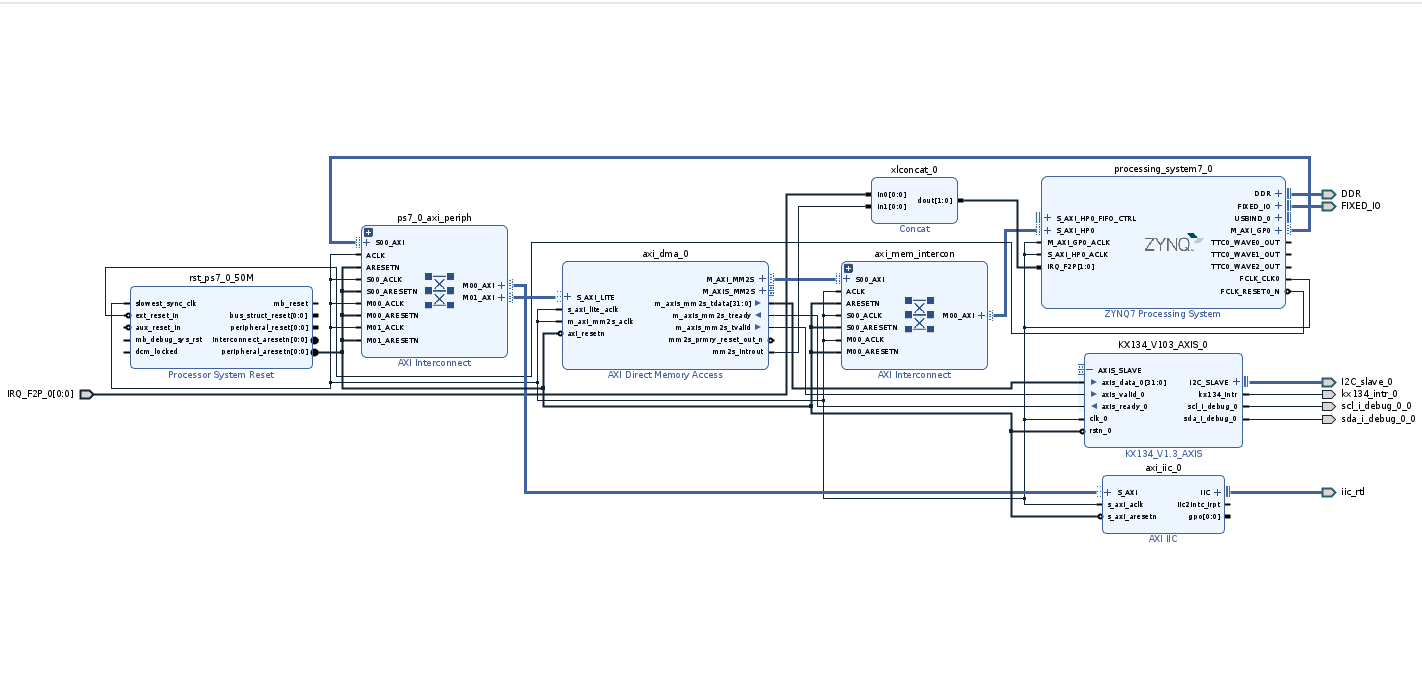 xlconcat_0
In0[0:0]
In1[0:0]
dout[1:0]
Concat
processing_system7_0
DDR
FIXED_IO
USBIND_0
S_AXI_HP0_FIFO_CTRL
S_AXI_HP0
M_AXI_GP0
M_AXI_GP0_ACLK
TTC0_WAVE0_OUT
S_AXI_HP0_ACLK
TTC0_WAVE1_OUT
IRQ_F2P[1:0]
TTC0_WAVE2_OUT
FCLK_CLK0
FCLK_RESET0_N
ZYNQ
ZYNQ7 Processing System
DDR
FIXED_IO
ps7_0_axi_periph
S00_AXI
ACLK
ARESETN
S00_ACLK
S00_ARESETN
M00_ACLK
M00_ARESETN
M01_ACLK
M01_ARESETN
M00_AXI
M01_AXI
AXI Interconnect
rst_ps7_0_50M
slowest_sync_clk
ext_reset_in
aux_reset_in
mb_debug_sys_rst
dcm_locked
mb_reset
bus_struct_reset[0:0]
peripheral_reset[0:0]
interconnect_aresetn[0:0]
peripheral_aresetn[0:0]
Processor System Reset
axi_dma_0
S_AXI_LITE
s_axi_lite_aclk
m_axi_mm2s_aclk
axi_resetn
M_AXI_MM2S
M_AXIS_MM2S
m_axis_mm2s_tdata[31:0]
m_axis_mm2s_tready
m_axis_mm2s_tvalid
mm2s_prmry_reset_out_n
mm2s_introut
AXI Direct Memory Access
axi_mem_intercon
S00_AXI
ACLK
ARESETN
S00_ACLK
S00_ARESETN
M00_ACLK
M00_ARESETN
M00_AXI
AXI Interconnect
KX134_V103_AXIS_0
AXIS_SLAVE
axis_data_0[31:0]
axis_valid_0
axis_ready_0
clk_0
rstn_0
I2C_SLAVE
kx134_intr
scl_i_debug_0
sda_i_debug_0
KX134_V1.3_AXIS
I2C_slave_0
kx134_intr_0
scl_i_debug_0_0
sda_i_debug_0_0
IRQ_F2P_0[0:0]
axi_iic_0
S_AXI
s_axi_aclk
s_axi_aresetn
IIC
iic2intc_irpt
gpo[0:0]
AXI IIC
iic_rtl